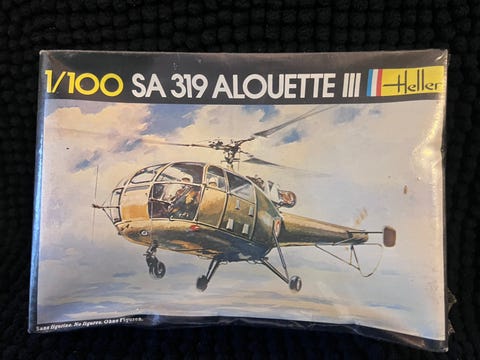 1/100 SA 319 ALOUETTE III Heller
Sans figurine. No figures. Ohne Figuren.